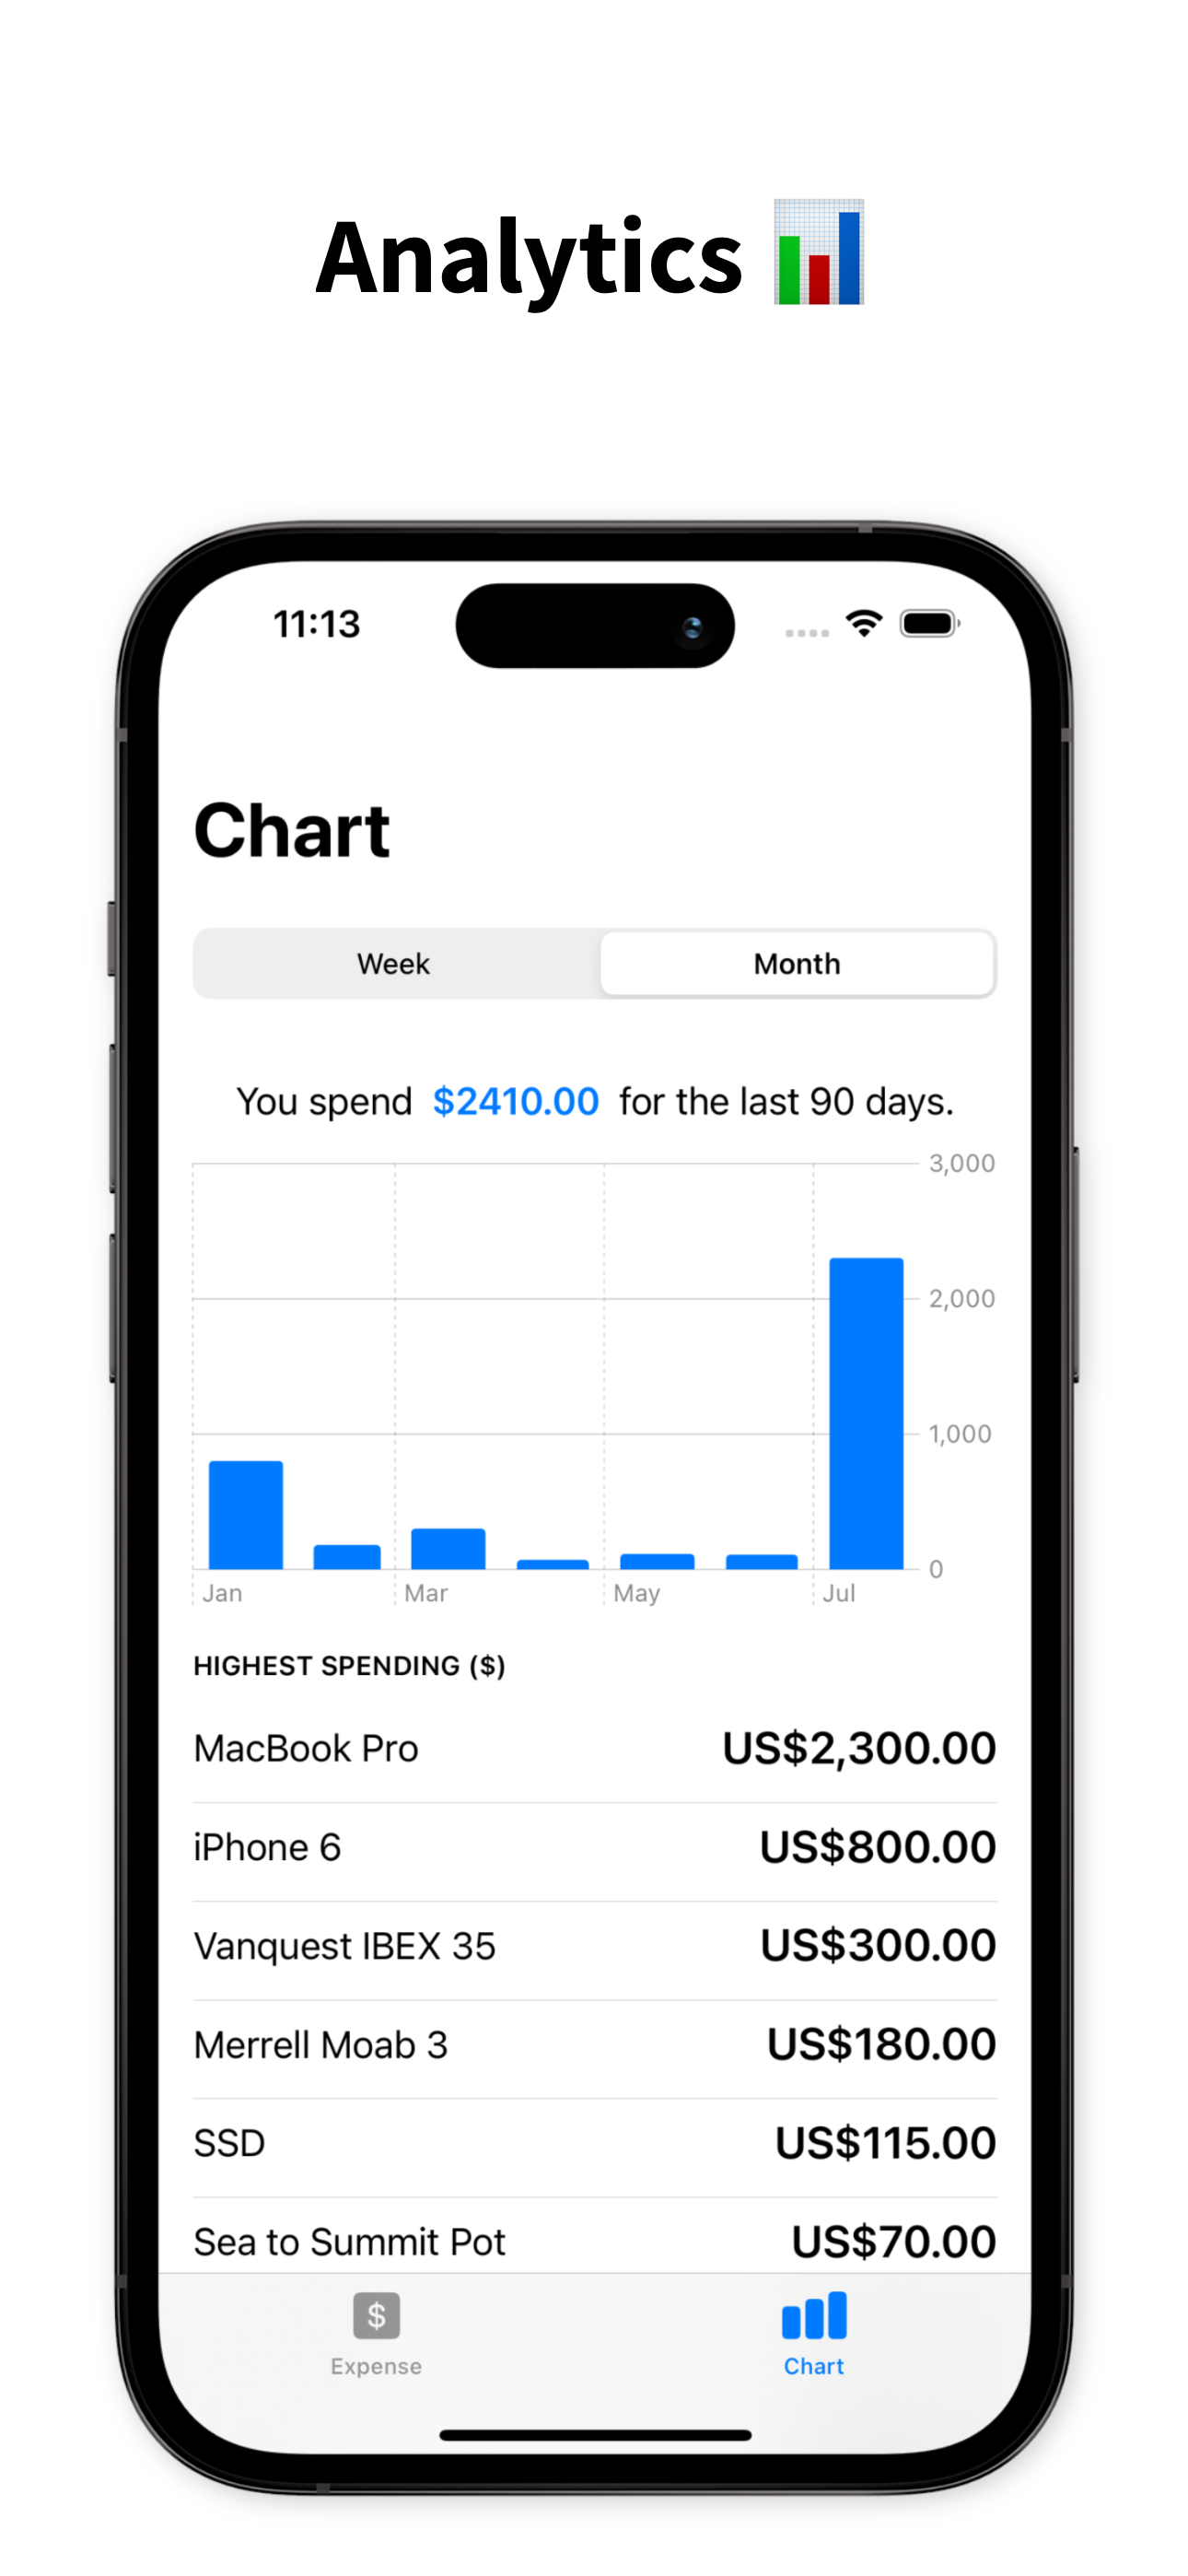 Analytics 📊
11:13
Chart
Week Month
You spend $2410.00 for the last 90 days.
3,000
2,000
1,000
0
Jan Mar May Jul
HIGHEST SPENDING ($)
MacBook Pro US$2,300.00
iPhone 6 US$800.00
Vanquest IBEX 35 US$300.00
Merrell Moab 3 US$180.00
SSD US$115.00
Sea to Summit Pot US$70.00
$
Expense Chart